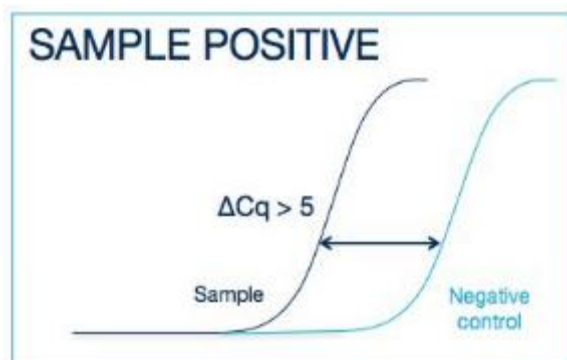 SAMPLE POSITIVE
ΔCq > 5
Sample
Negative
control